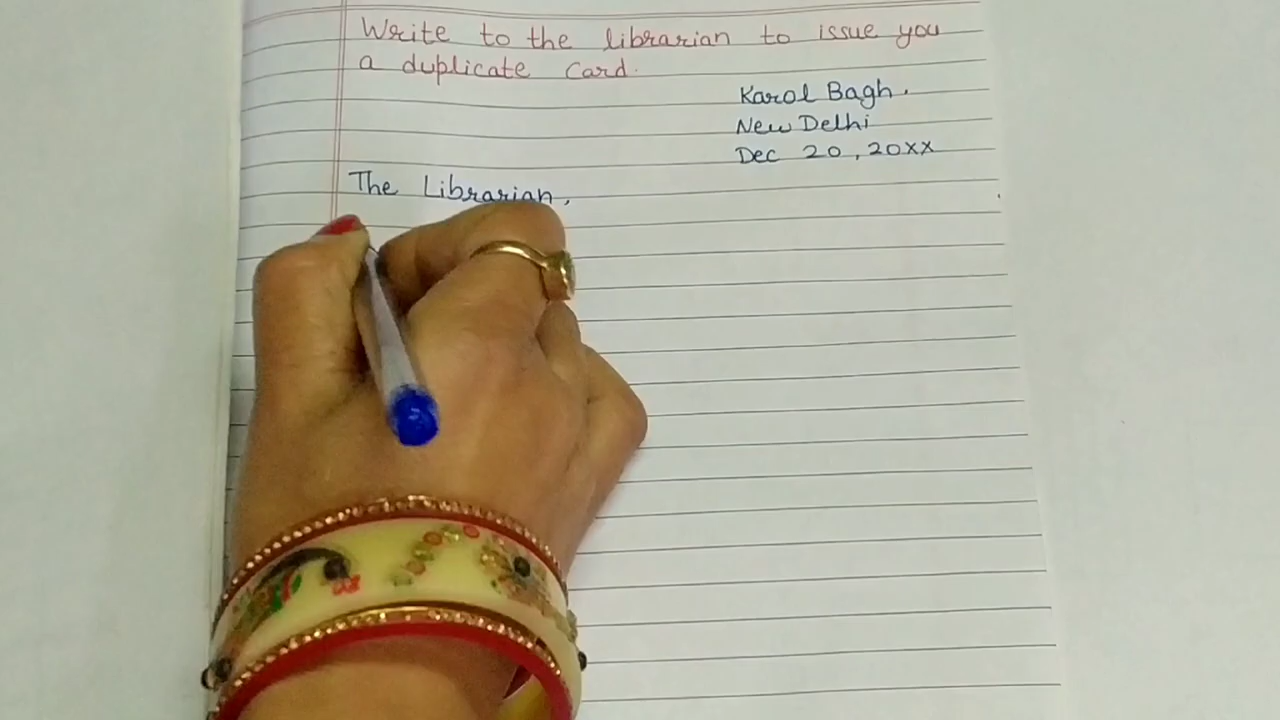 Write to the librarian to issue you
a duplicate card.
Karol Bagh.
New Delhi
Dec 20, 20xx
The Librarian,